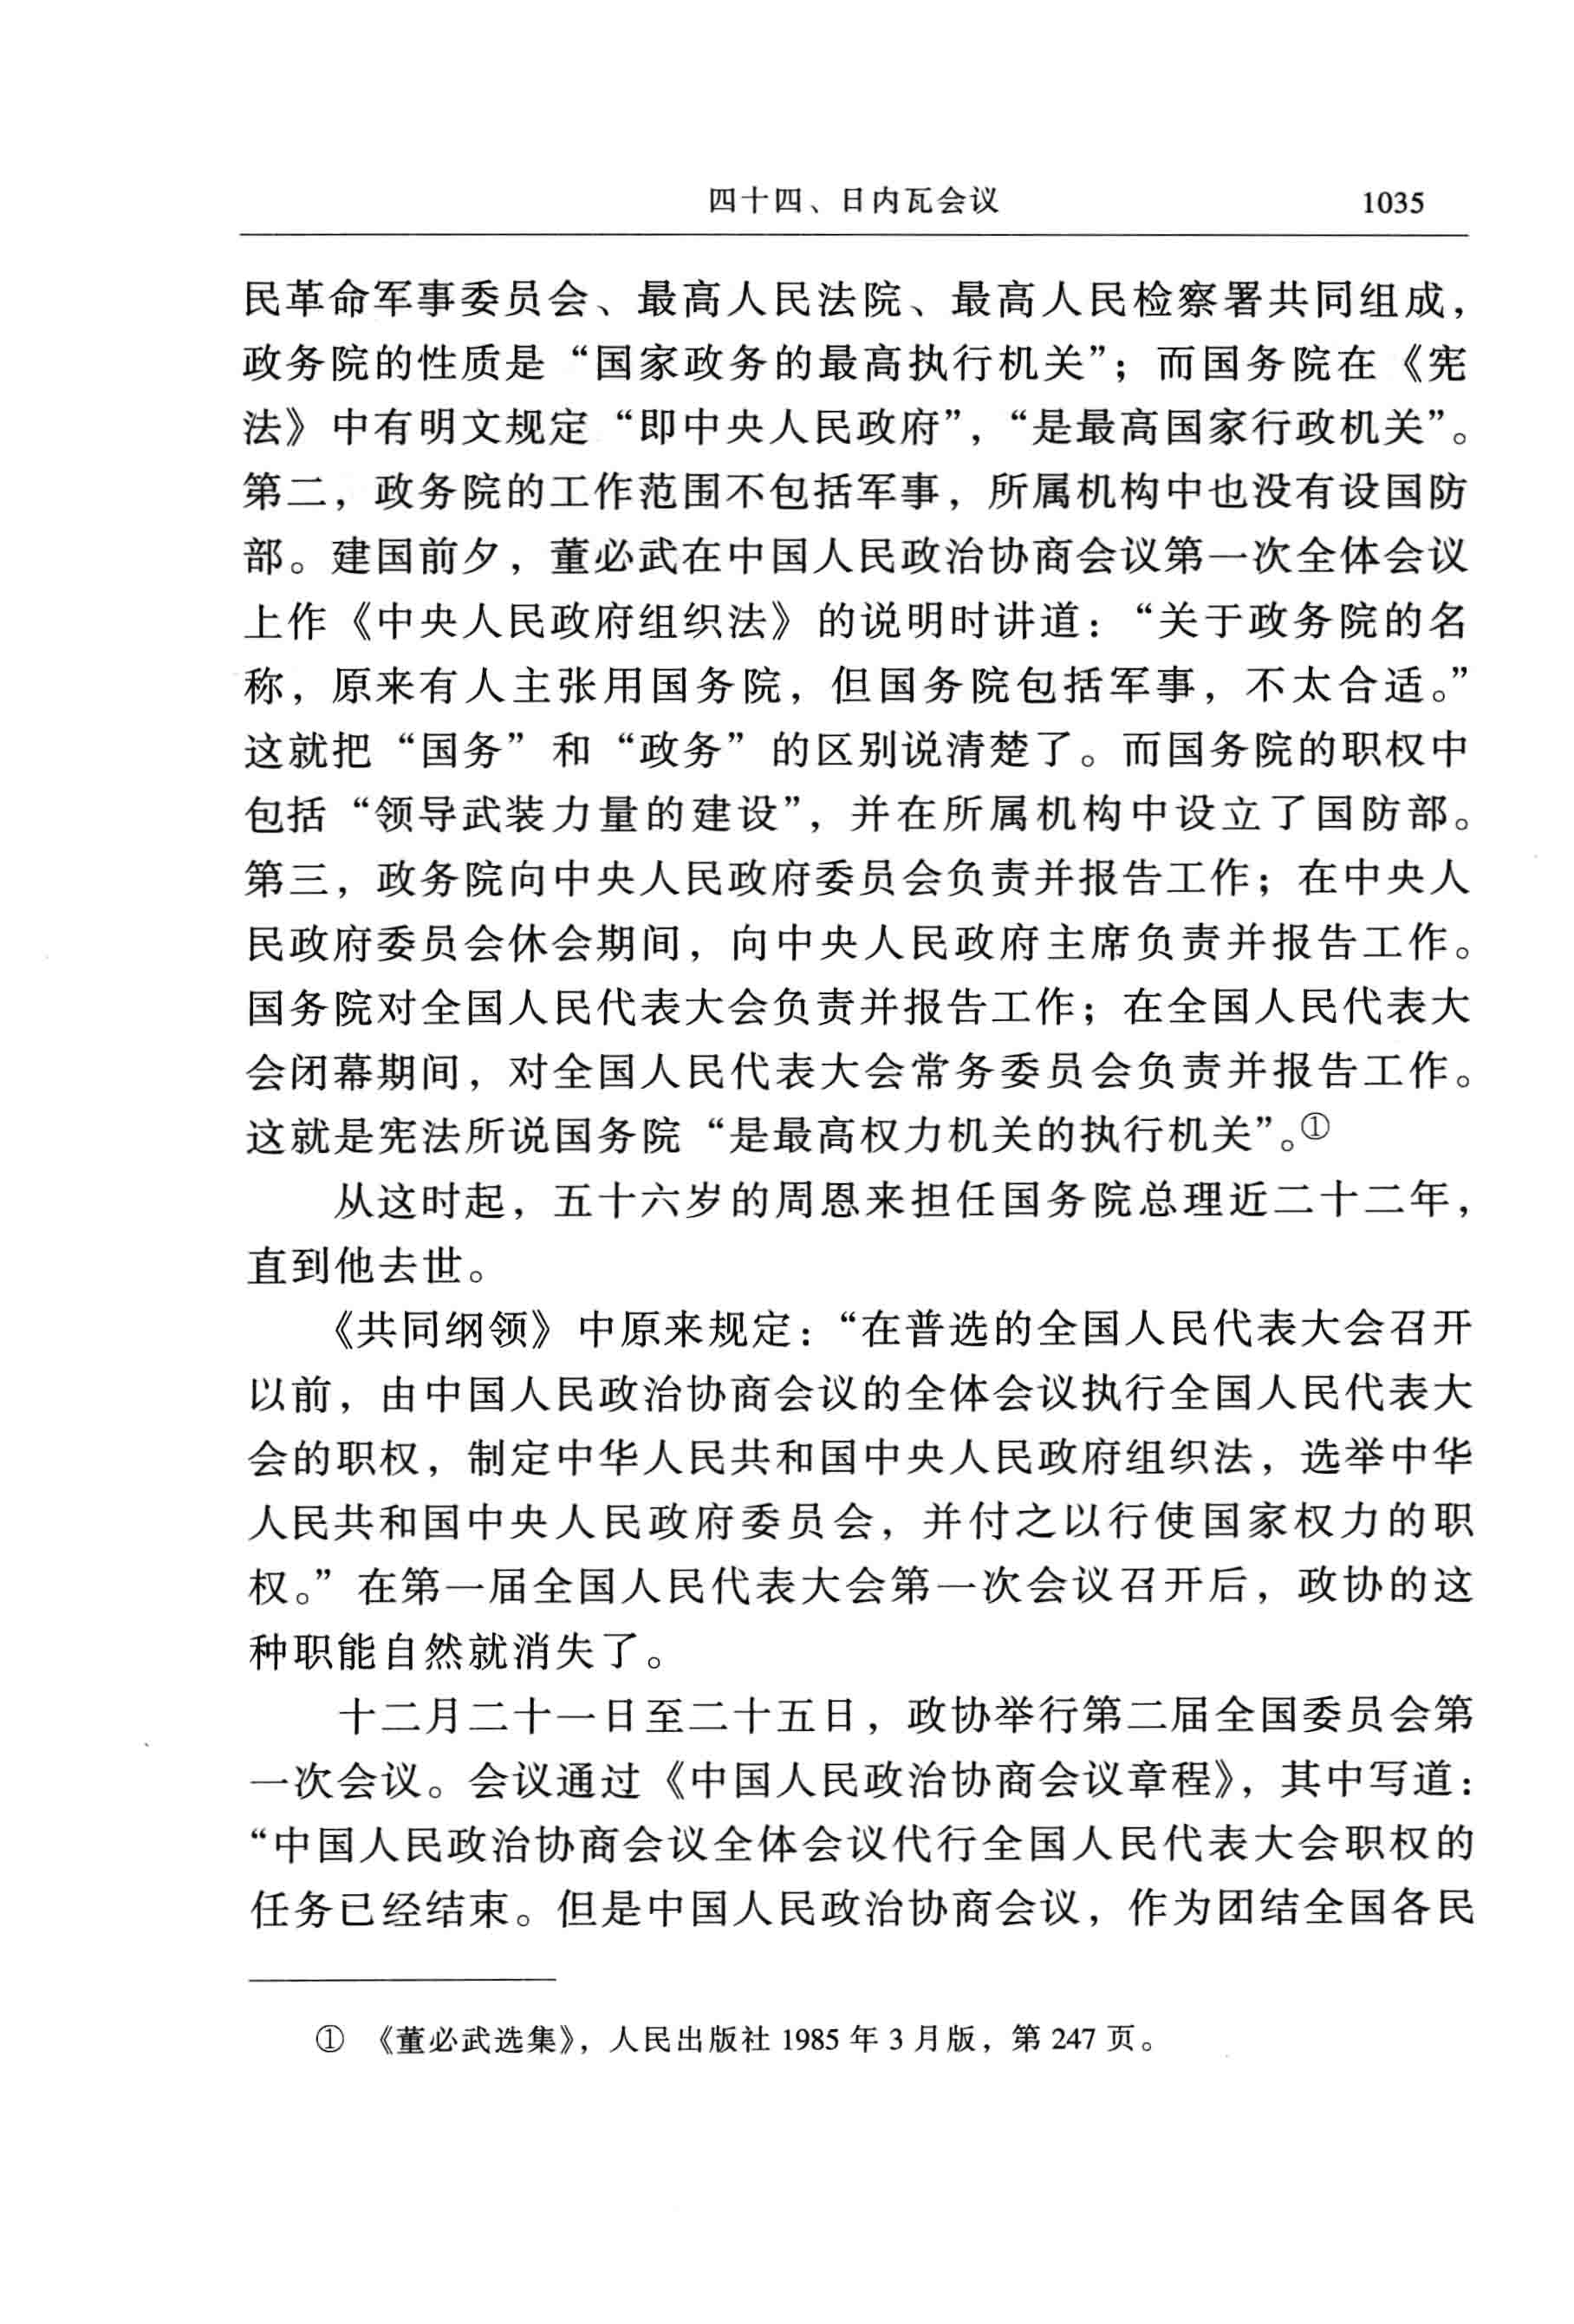 四十四、日内瓦会议 1035
民革命军事委员会、最高人民法院、最高人民检察署共同组成，
政务院的性质是“国家政务的最高执行机关”；而国务院在《宪
法》中有明文规定“即中央人民政府”，“是最高国家行政机关”。
第二，政务院的工作范围不包括军事，所属机构中也没有设国防
部。建国前夕，董必武在中国人民政治协商会议第一次全体会议
上作《中央人民政府组织法》的说明时讲道：“关于政务院的名
称，原来有人主张用国务院，但国务院包括军事，不太合适。”
这就把“国务”和“政务”的区别说清楚了。而国务院的职权中
包括“领导武装力量的建设”，并在所属机构中设立了国防部。
第三，政务院向中央人民政府委员会负责并报告工作；在中央人
民政府委员会休会期间，向中央人民政府主席负责并报告工作。
国务院对全国人民代表大会负责并报告工作；在全国人民代表大
会闭幕期间，对全国人民代表大会常务委员会负责并报告工作。
这就是宪法所说国务院“是最高权力机关的执行机关”。①
从这时起，五十六岁的周恩来担任国务院总理近二十二年，
直到他去世。
《共同纲领》中原来规定：“在普选的全国人民代表大会召开
以前，由中国人民政治协商会议的全体会议执行全国人民代表大
会的职权，制定中华人民共和国中央人民政府组织法，选举中华
人民共和国中央人民政府委员会，并付之以行使国家权力的职
权。”在第一届全国人民代表大会第一次会议召开后，政协的这
种职能自然就消失了。
十二月二十一日至二十五日，政协举行第二届全国委员会第
一次会议。会议通过《中国人民政治协商会议章程》，其中写道：
“中国人民政治协商会议全体会议代行全国人民代表大会职权的
任务已经结束。但是中国人民政治协商会议，作为团结全国各民
① 《董必武选集》，人民出版社 1985 年 3 月版，第 247 页。